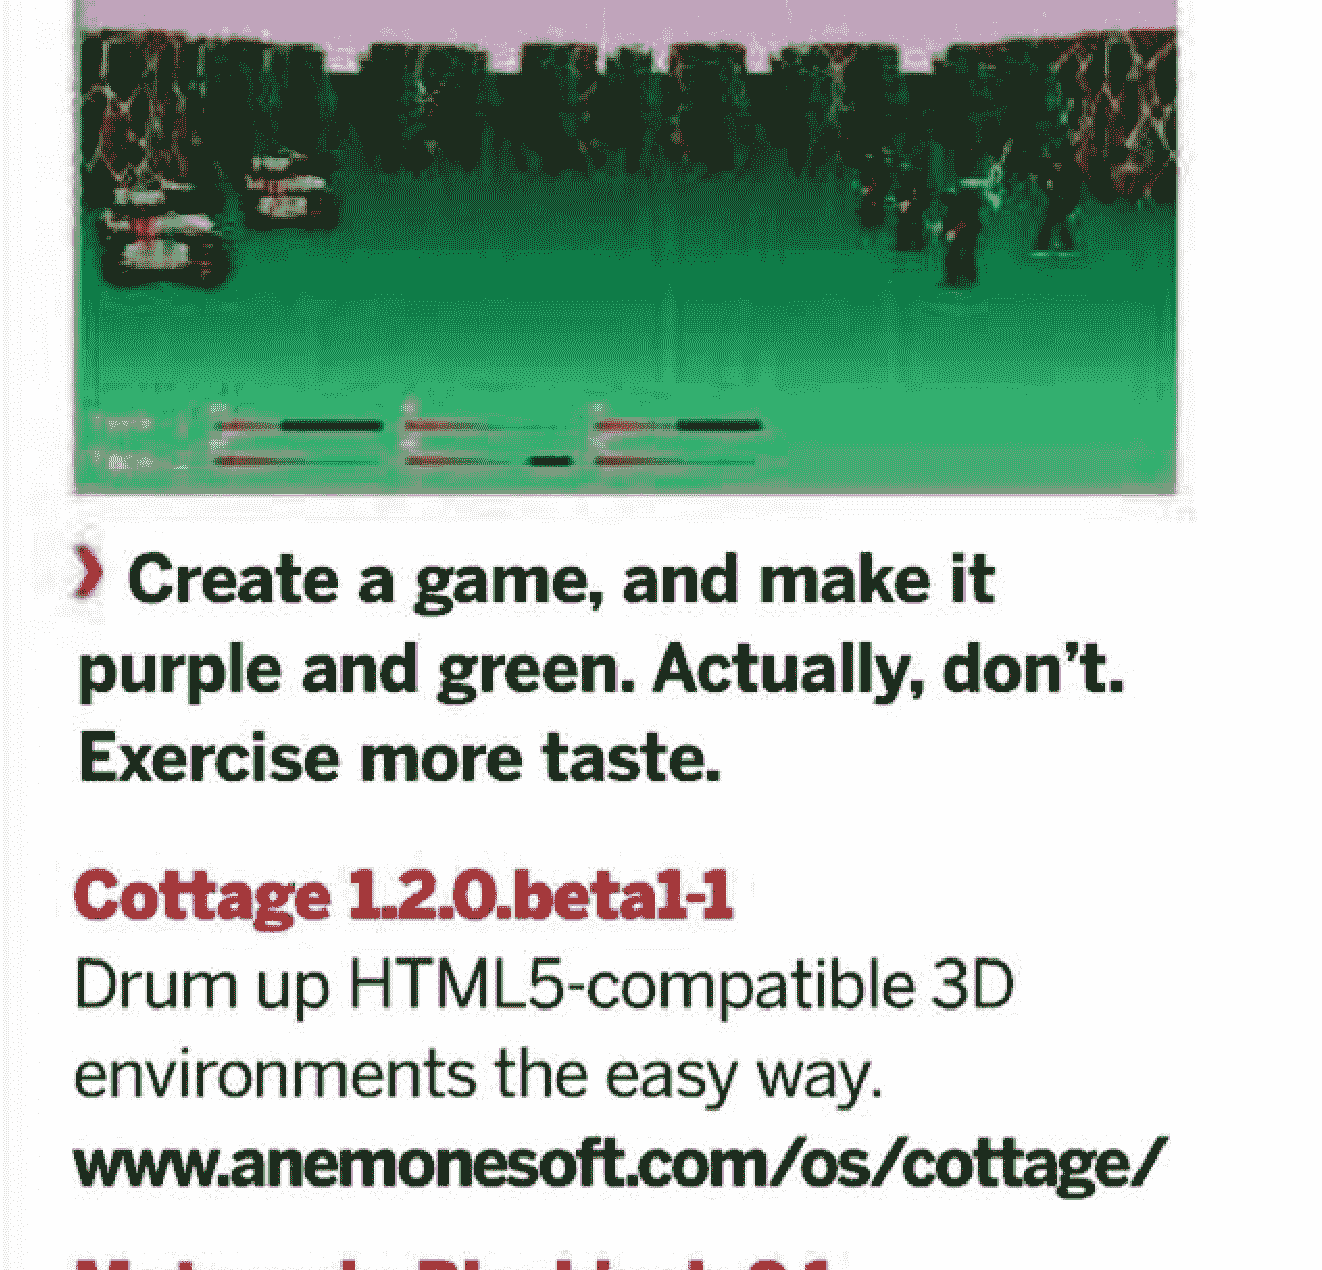 › Create a game, and make it
purple and green. Actually, don't.
Exercise more taste.
Cottage 1.2.0.beta1-1
Drum up HTML5-compatible 3D
environments the easy way.
www.anemonesoft.com/os/cottage/